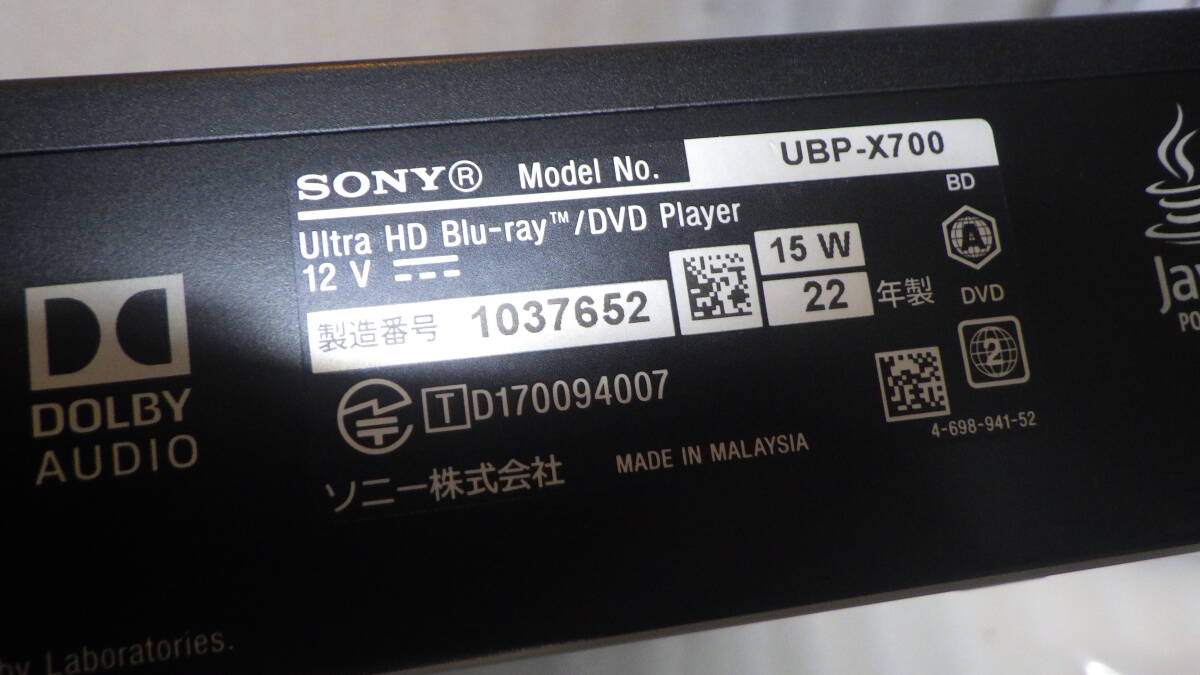 SONY® Model No. UBP-X700
Ultra HD Blu-ray™/DVD Player
12 V
15 W
22 年製
製造番号 1037652
BD
A
DVD
2
T D170094007
4-698-941-52
ソニー株式会社 MADE IN MALAYSIA
DOLBY
AUDIO
Laboratories.